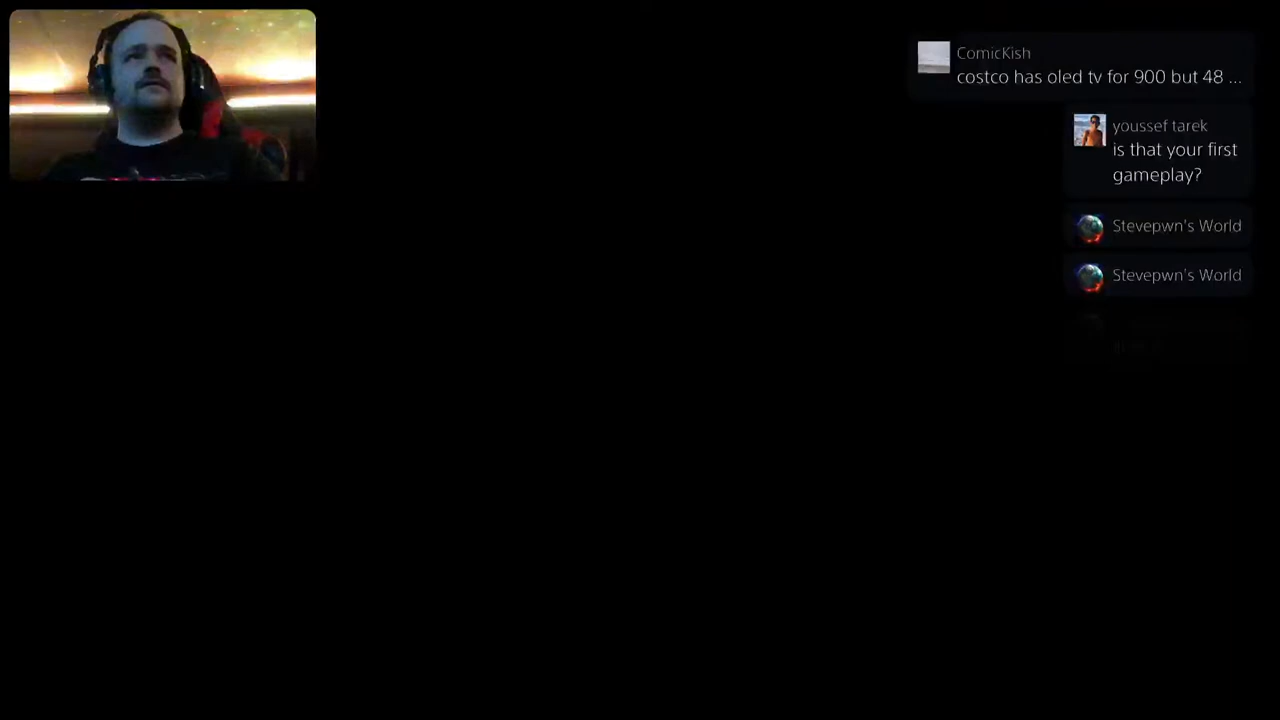 ComicKish
costco has oled tv for 900 but 48 ...
youssef tarek
is that your first
gameplay?
Stevepwn's World
Stevepwn's World